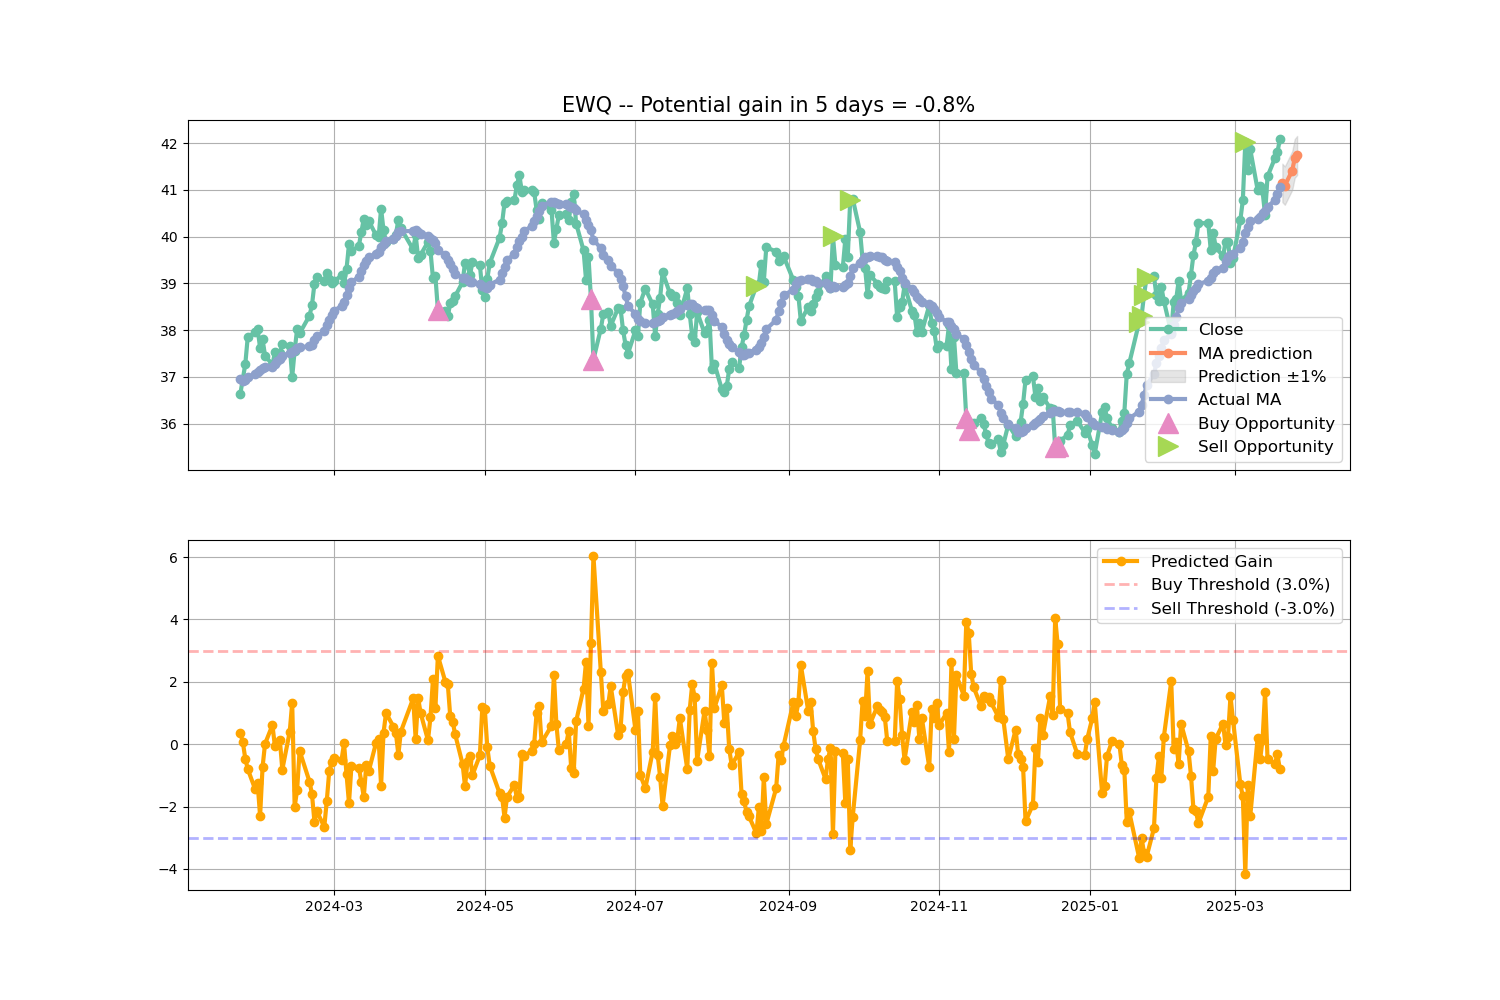 EWQ -- Potential gain in 5 days = -0.8%
42
41
40
39
38
37
36
Close
MA prediction
Prediction ±1%
Actual MA
Buy Opportunity
Sell Opportunity
6
4
2
0
−2
−4
Predicted Gain
Buy Threshold (3.0%)
Sell Threshold (-3.0%)
2024-03
2024-05
2024-07
2024-09
2024-11
2025-01
2025-03